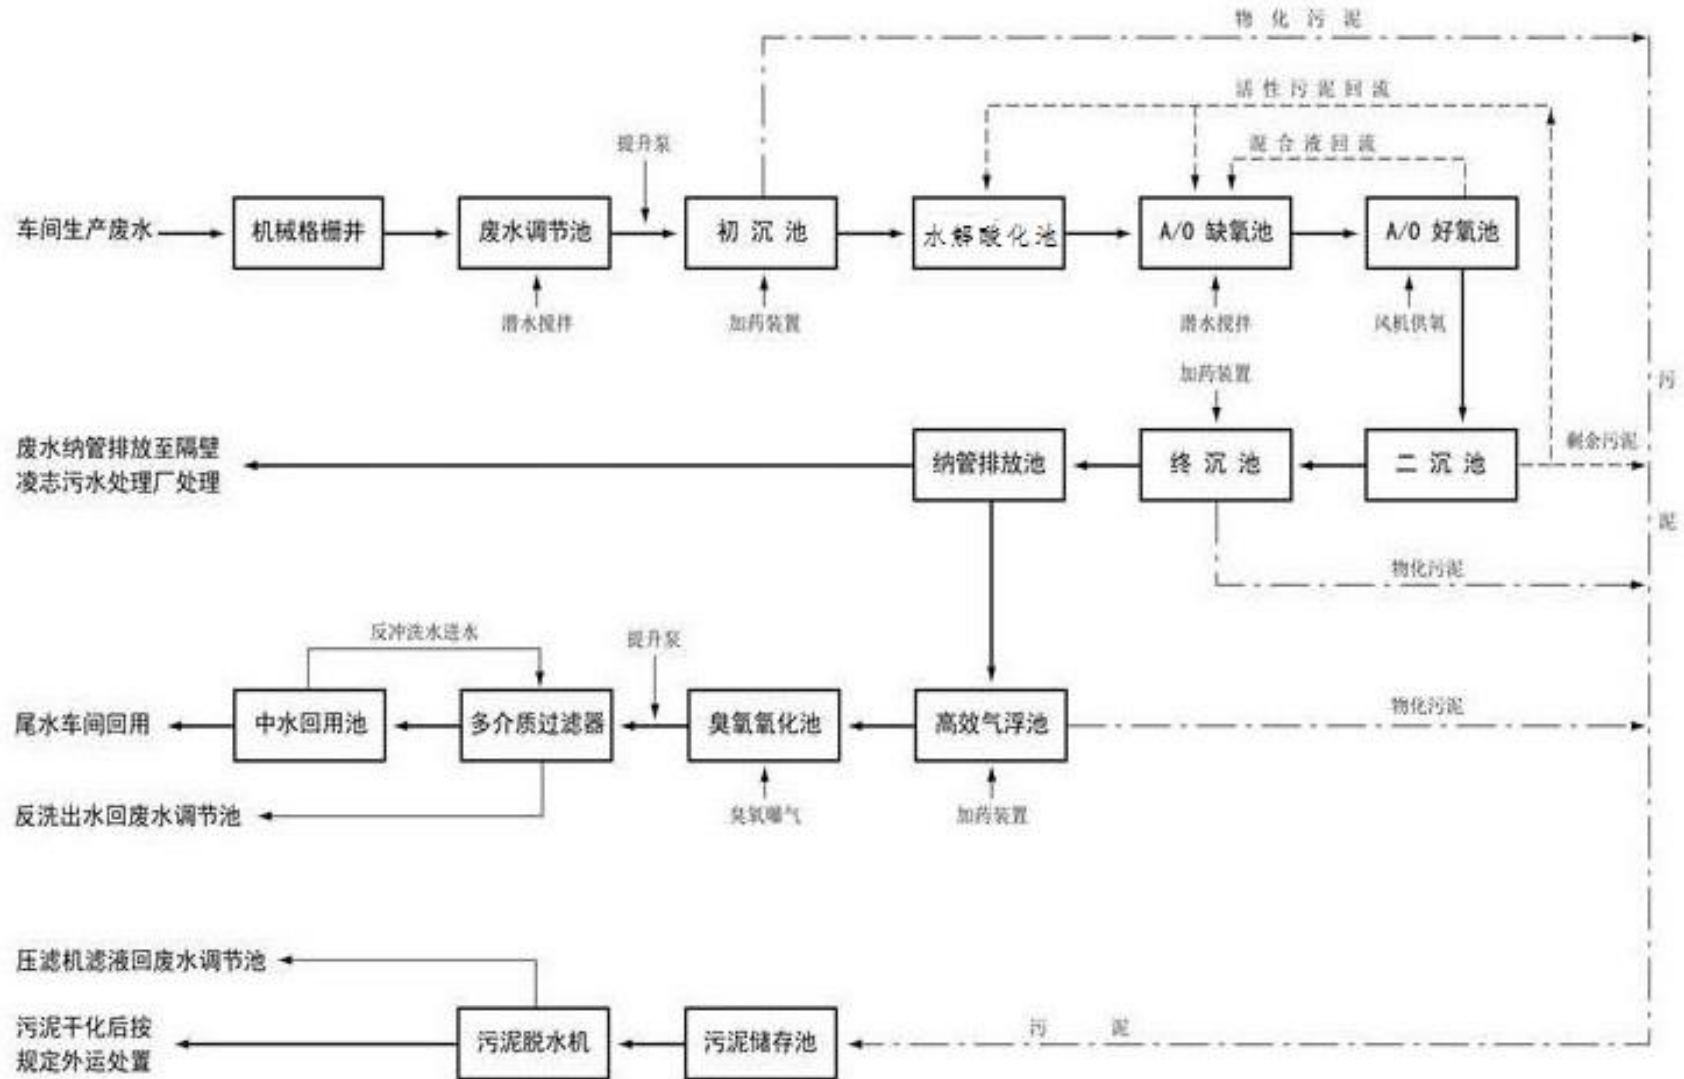 物化污泥
活性污泥回流
提升泵
混合液回流
车间生产废水
机械格栅井
废水调节池
初沉池
水解酸化池
A/O 缺氧池
A/O 好氧池
潜水搅拌
加药装置
潜水搅拌
风机供氧
加药装置
污
泥
废水纳管排放至隔壁
凌志污水处理厂处理
纳管排放池
终沉池
二沉池
剩余污泥
物化污泥
反冲洗水进水
提升泵
尾水车间回用
中水回用池
多介质过滤器
臭氧氧化池
高效气浮池
物化污泥
反洗出水回废水调节池
臭氧曝气
加药装置
压滤机滤液回废水调节池
污泥干化后按
规定外运处置
污泥脱水机
污泥储存池
污泥